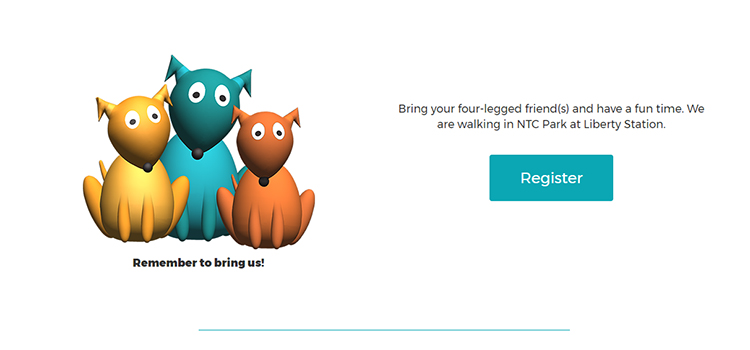 Bring your four-legged friend(s) and have a fun time. We
are walking in NTC Park at Liberty Station.
Register
Remember to bring us!